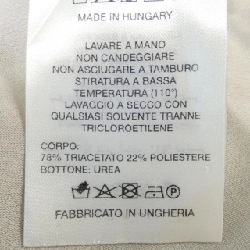 MADE IN HUNGARY
LAVARE A MANO
NON CANDEGGIARE
NON ASCIUGARE A TAMBURO
STIRATURA A BASSA
TEMPERATURA (110°)
LAVAGGIO A SECCO CON
QUALSIASI SOLVENTE TRANNE
TRICLOROETILENE
CORPO:
78% TRIACETATO 22% POLIESTERE
BOTTONE: UREA
FABBRICATO IN UNGHERIA